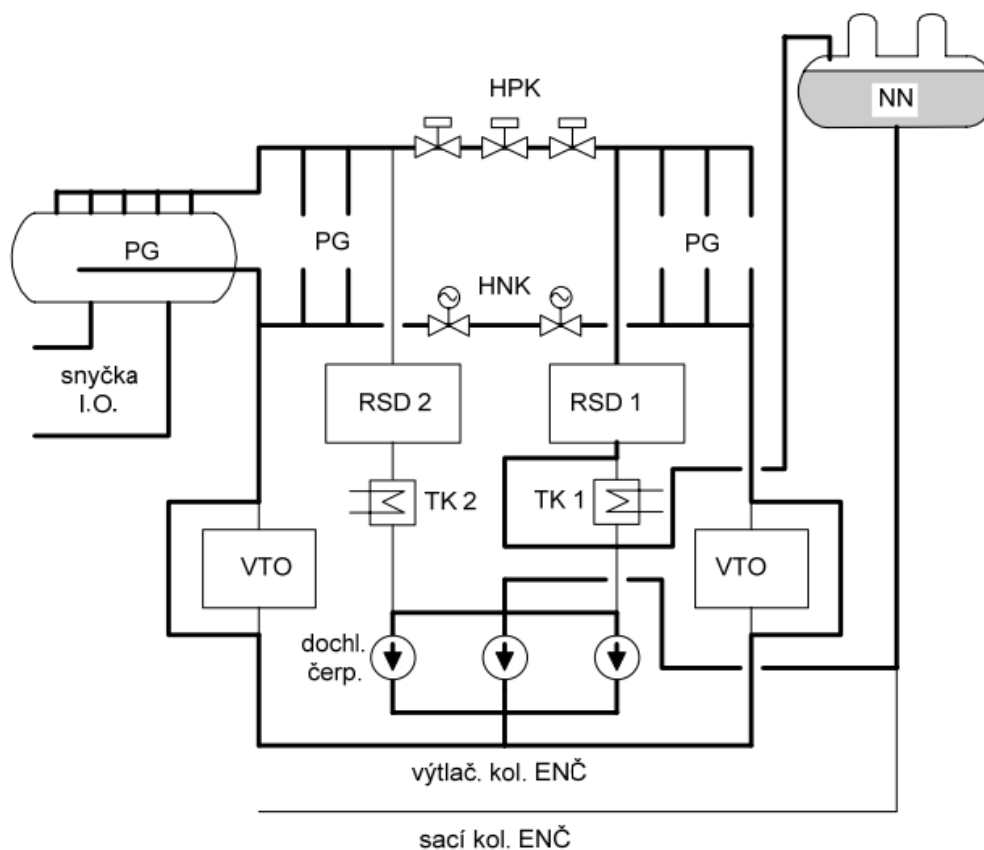 HPK
NN
PG
PG
PG
HNK
snyčka
I.O.
RSD 2
RSD 1
TK 2
TK 1
VTO
VTO
dochl.
čerp.
výtlač. kol. ENČ
sací kol. ENČ